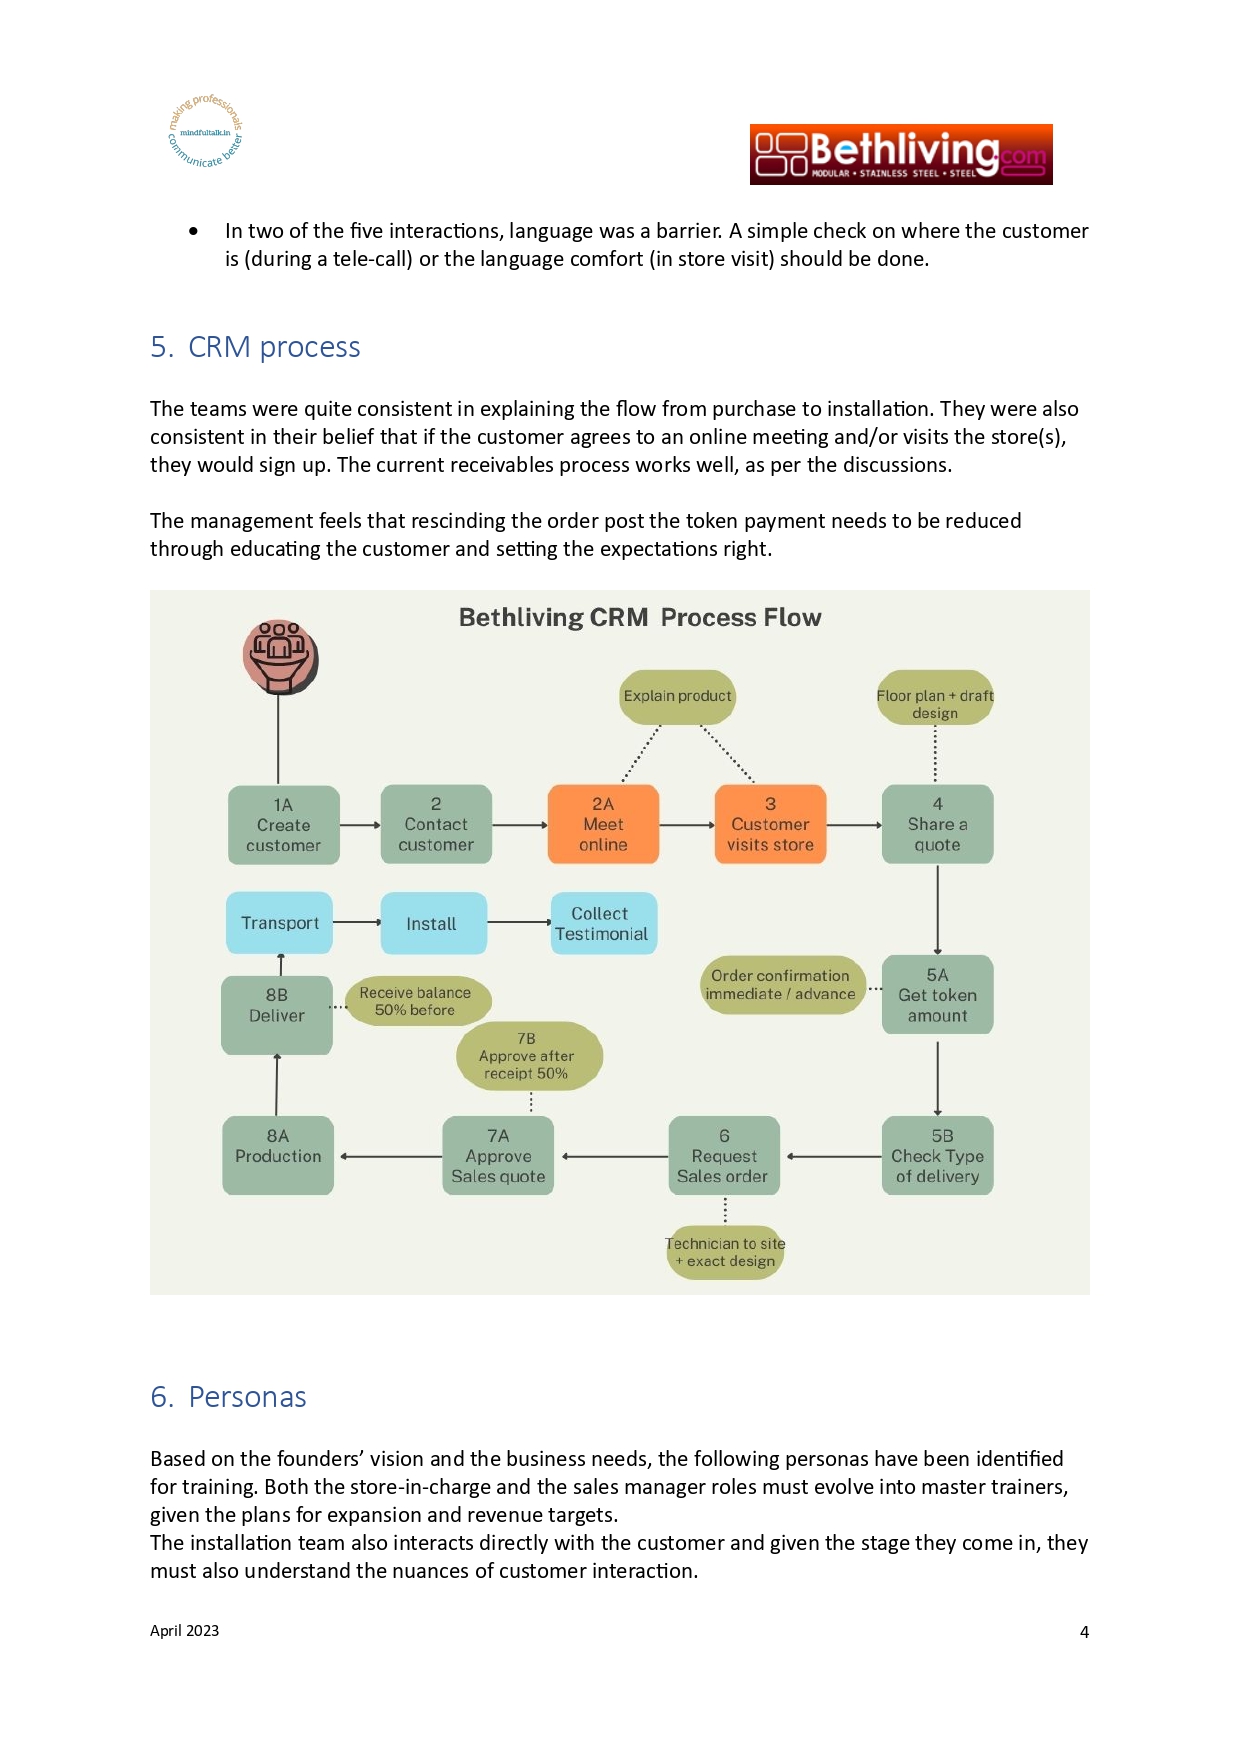 making professionals
mindfultalk.in
communicate better
Bethliving.com
MODULAR • STAINLESS STEEL • STEEL •
• In two of the five interactions, language was a barrier. A simple check on where the customer
is (during a tele-call) or the language comfort (in store visit) should be done.
5. CRM process
The teams were quite consistent in explaining the flow from purchase to installation. They were also
consistent in their belief that if the customer agrees to an online meeting and/or visits the store(s),
they would sign up. The current receivables process works well, as per the discussions.
The management feels that rescinding the order post the token payment needs to be reduced
through educating the customer and setting the expectations right.
Bethliving CRM Process Flow
Explain product
Floor plan + draft
design
1A
Create
customer
2
Contact
customer
2A
Meet
online
3
Customer
visits store
4
Share a
quote
Transport
Install
Collect
Testimonial
Order confirmation
immediate / advance
5A
Get token
amount
8B
Deliver
Receive balance
50% before
7B
Approve after
receipt 50%
8A
Production
7A
Approve
Sales quote
6
Request
Sales order
5B
Check Type
of delivery
Technician to site
+ exact design
6. Personas
Based on the founders’ vision and the business needs, the following personas have been identified
for training. Both the store-in-charge and the sales manager roles must evolve into master trainers,
given the plans for expansion and revenue targets.
The installation team also interacts directly with the customer and given the stage they come in, they
must also understand the nuances of customer interaction.
April 2023
4